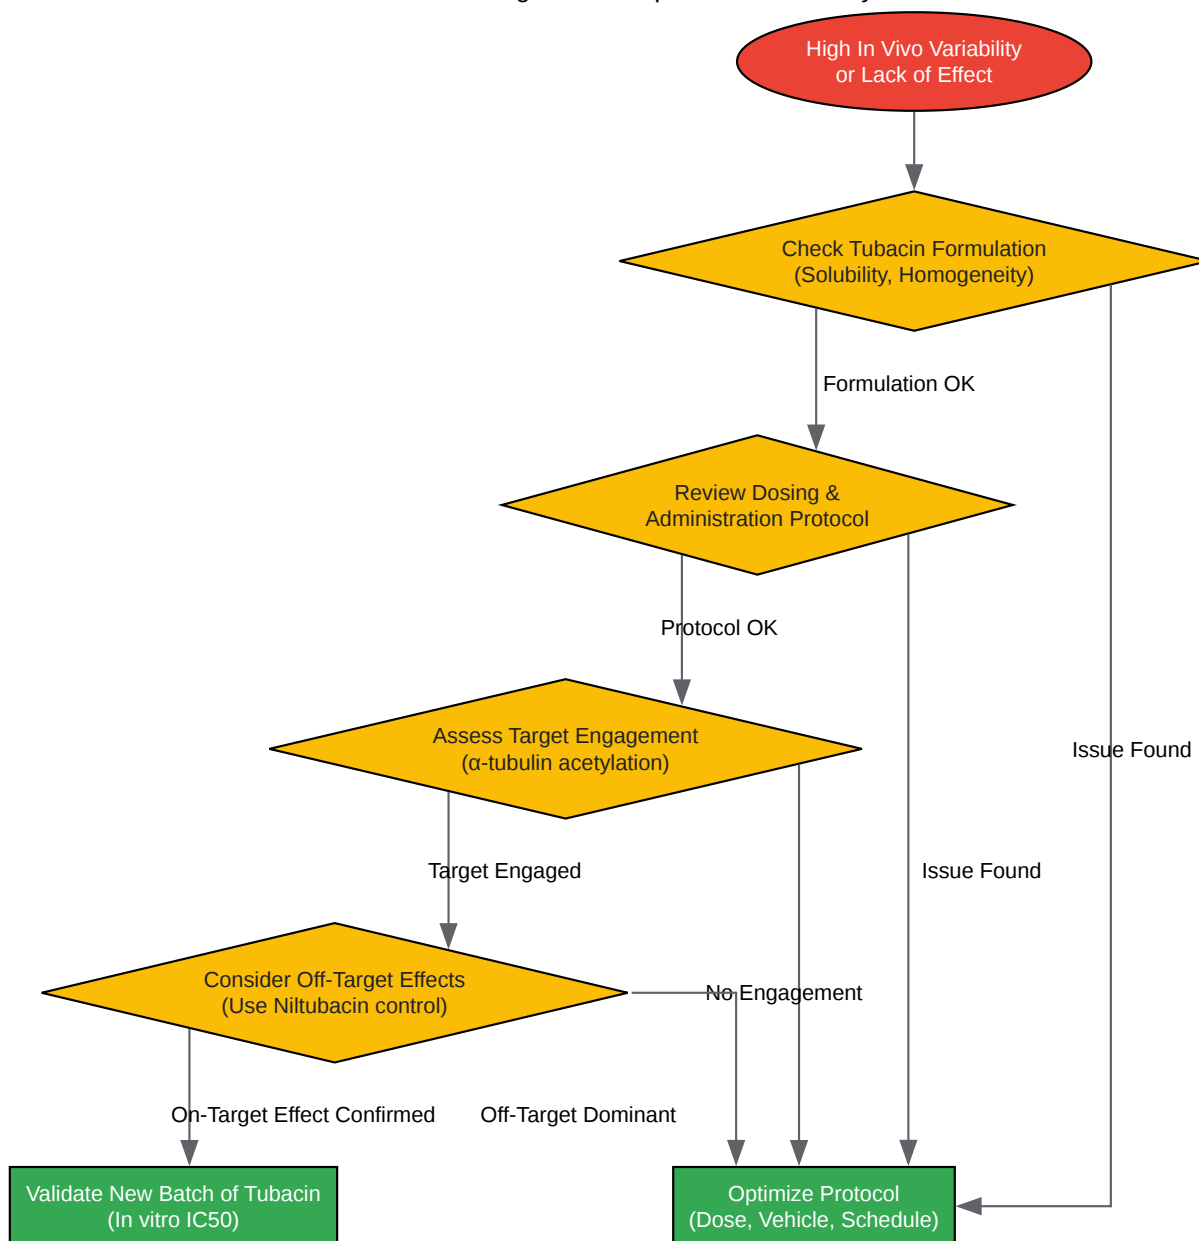 High In Vivo Variability
or Lack of Effect
Check Tubacin Formulation
(Solubility, Homogeneity)
Formulation OK
Review Dosing &
Administration Protocol
Protocol OK
Assess Target Engagement
(α-tubulin acetylation)
Issue Found
Target Engaged
Issue Found
Consider Off-Target Effects
(Use Niltubacin control)
No Engagement
On-Target Effect Confirmed
Off-Target Dominant
Validate New Batch of Tubacin
(In vitro IC50)
Optimize Protocol
(Dose, Vehicle, Schedule)